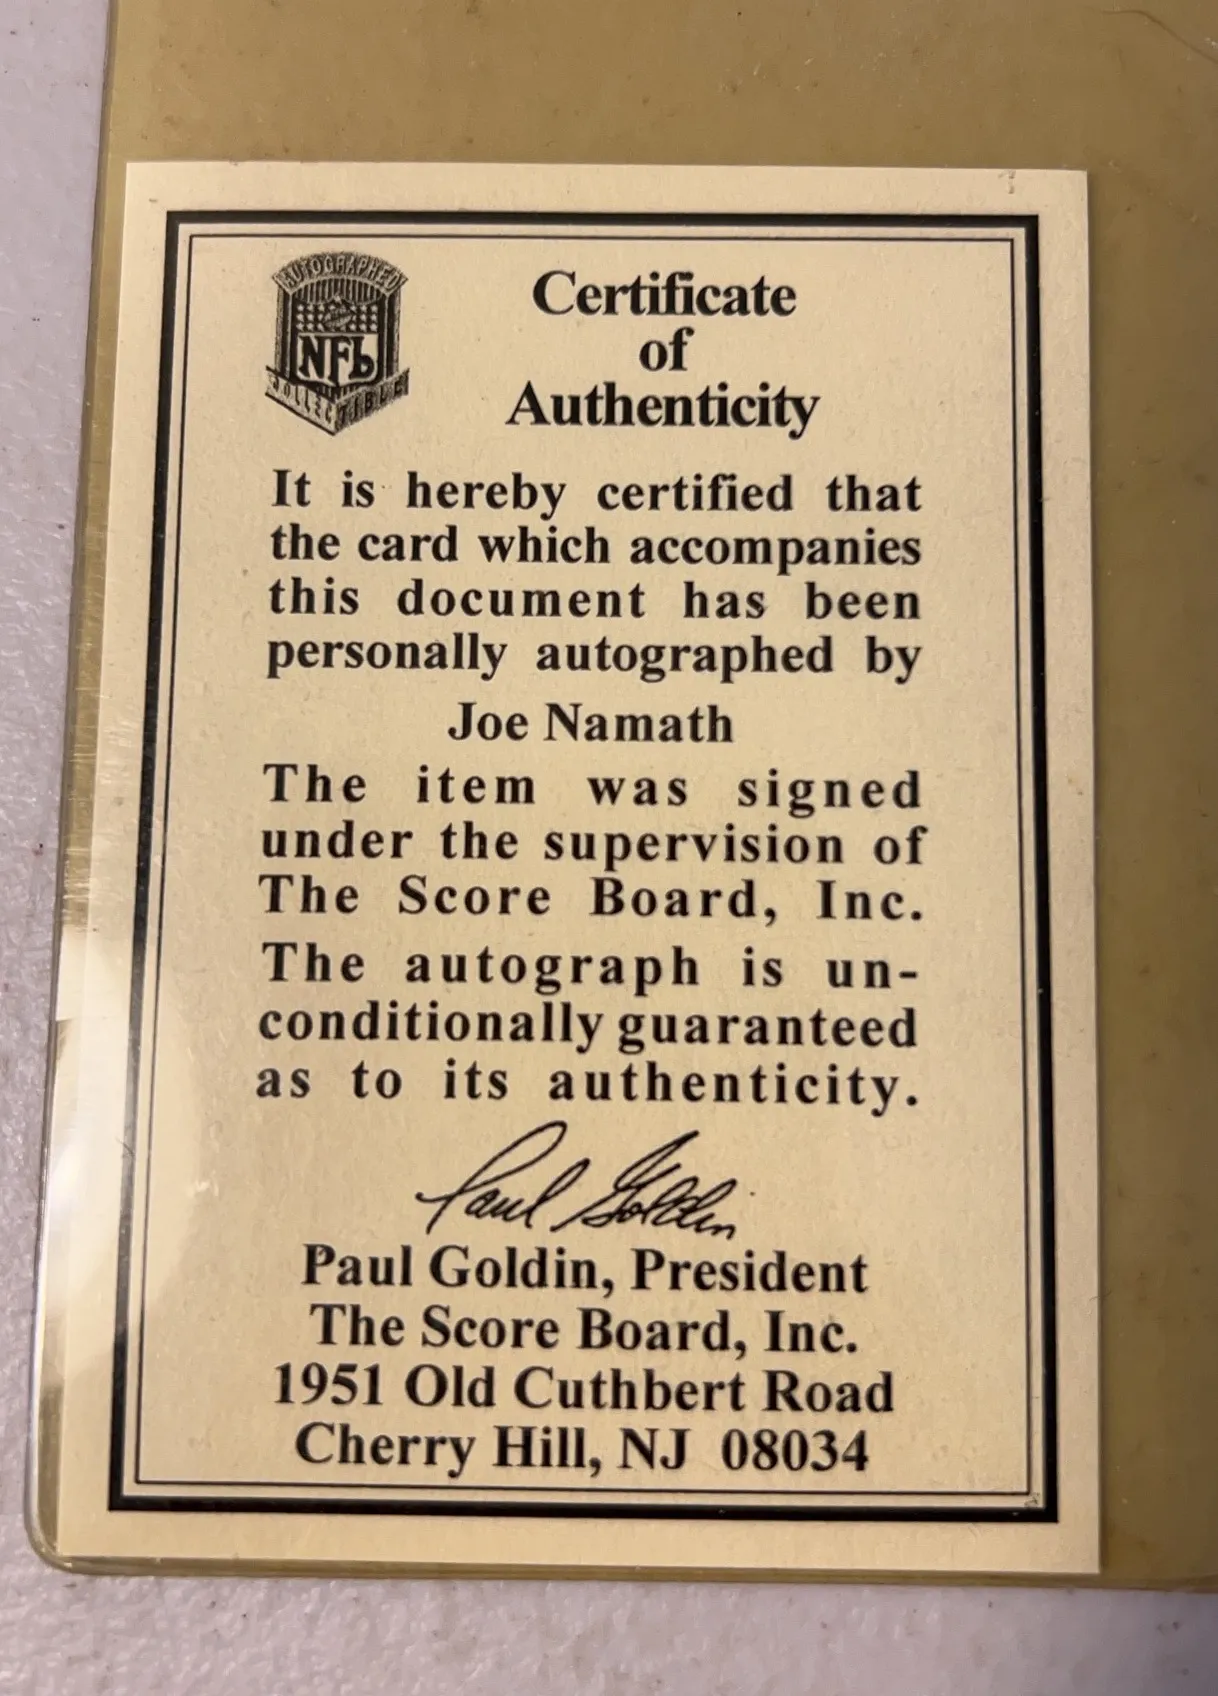 AUTOGRAPHED
NFL
COLLECTIBLE
Certificate
of
Authenticity
It is hereby certified that
the card which accompanies
this document has been
personally autographed by
Joe Namath
The item was signed
under the supervision of
The Score Board, Inc.
The autograph is un-
conditionally guaranteed
as to its authenticity.
Paul Goldin
Paul Goldin, President
The Score Board, Inc.
1951 Old Cuthbert Road
Cherry Hill, NJ 08034